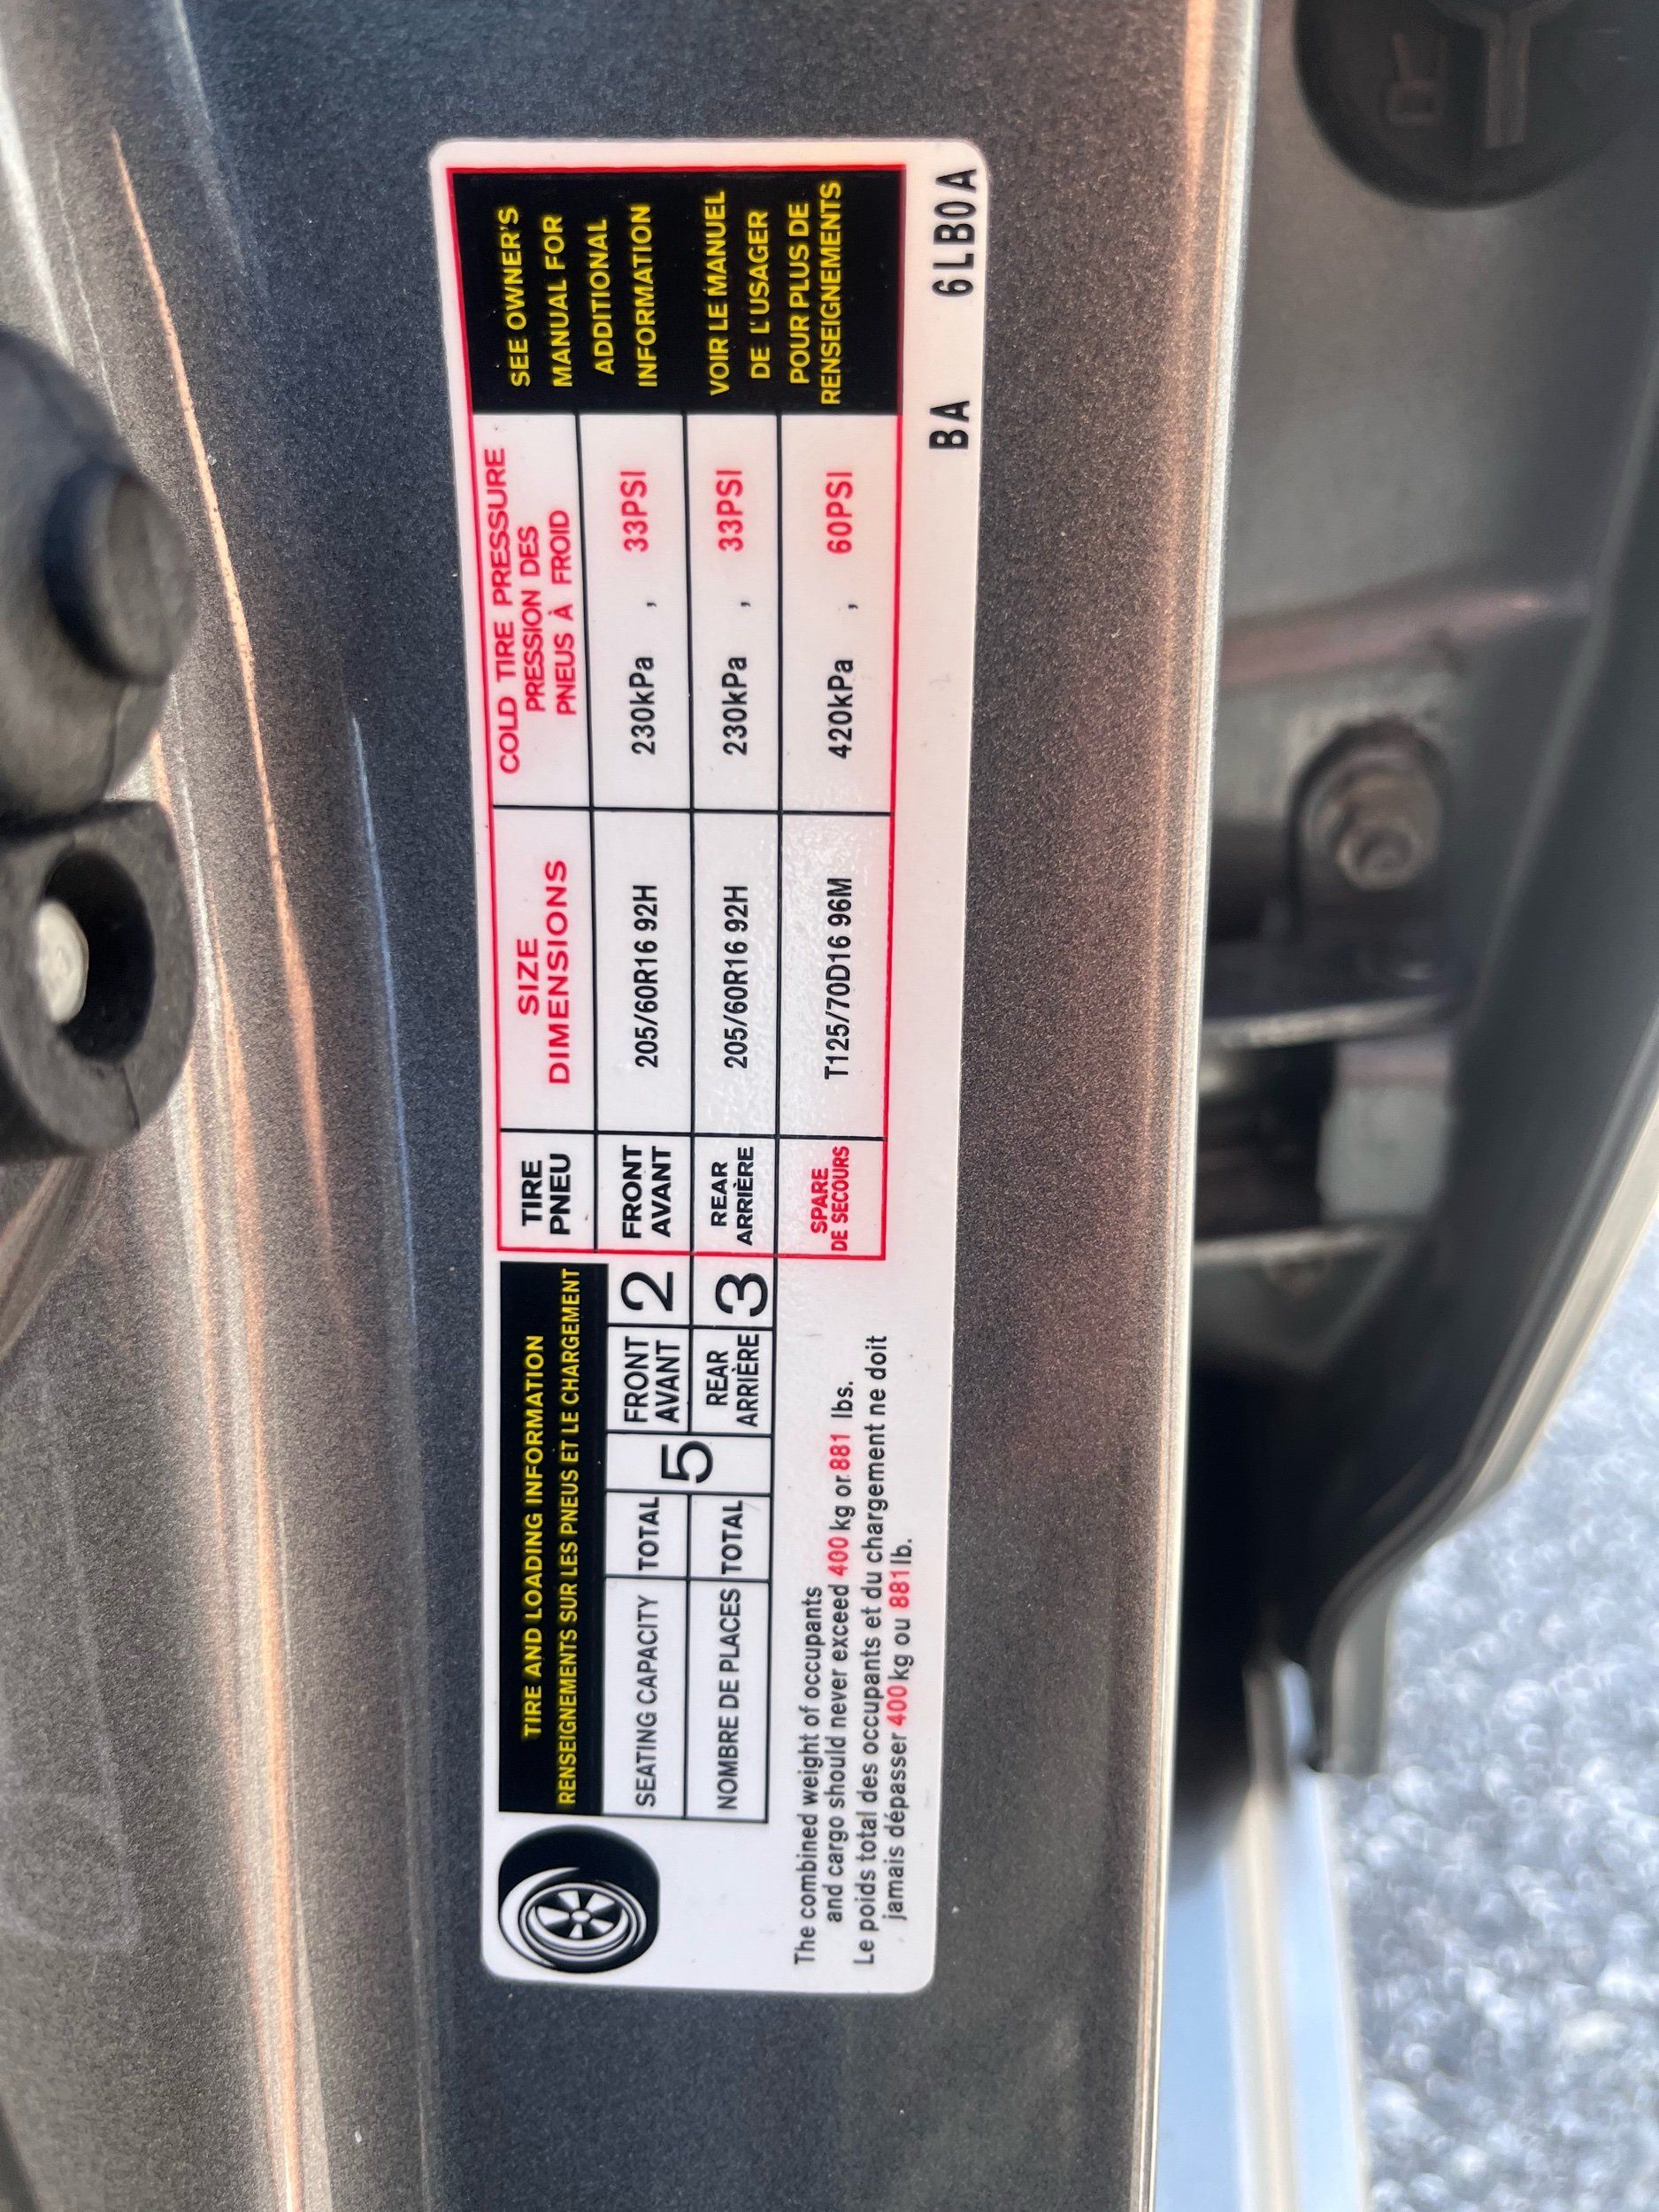 TIRE AND LOADING INFORMATION
RENSEIGNEMENTS SUR LES PNEUS ET LE CHARGEMENT
SEATING CAPACITY
NOMBRE DE PLACES
TOTAL
TOTAL
5
FRONT
AVANT
2
REAR
ARRIÈRE
3
The combined weight of occupants
and cargo should never exceed 400 kg or 881 lbs.
Le poids total des occupants et du chargement ne doit
jamais dépasser 400 kg ou 881 lb.
TIRE
PNEU
SIZE
DIMENSIONS
COLD TIRE PRESSURE
PRESSION DES
PNEUS À FROID
FRONT
AVANT
205/60R16 92H
230kPa , 33PSI
REAR
ARRIÈRE
205/60R16 92H
230kPa , 33PSI
SPARE
DE SECOURS
T125/70D16 96M
420kPa , 60PSI
SEE OWNER'S
MANUAL FOR
ADDITIONAL
INFORMATION
VOIR LE MANUEL
DE L'USAGER
POUR PLUS DE
RENSEIGNEMENTS
BA 6LB0A